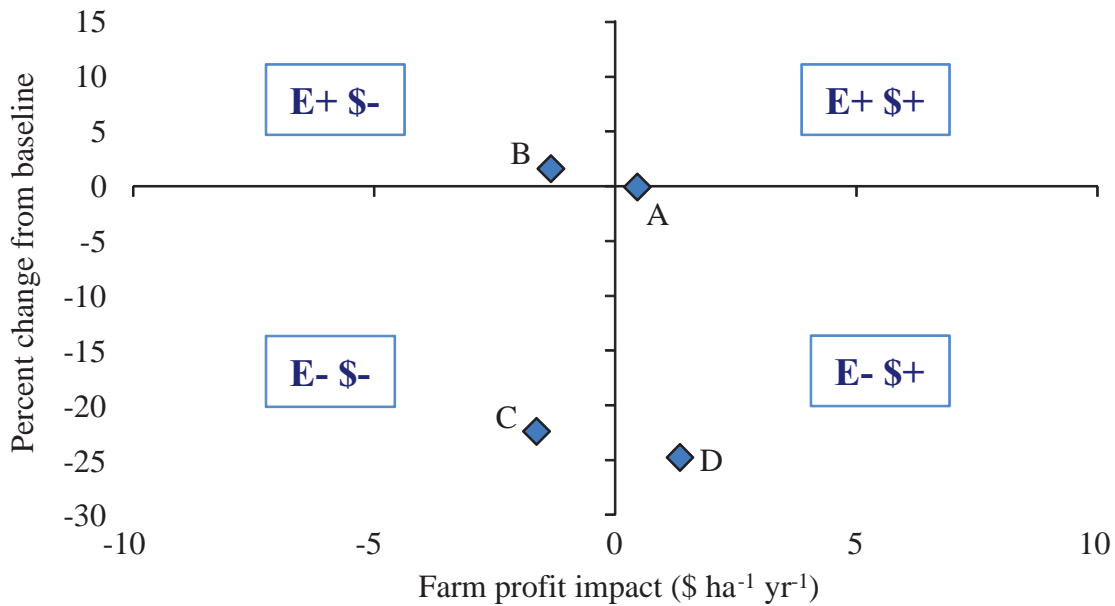 15
10
5
0
-5
-10
-15
-20
-25
-30
Percent change from baseline
E+ $-
E+ $+
B
A
E- $-
E- $+
C
D
-10
-5
0
5
10
Farm profit impact ($ ha⁻¹ yr⁻¹)